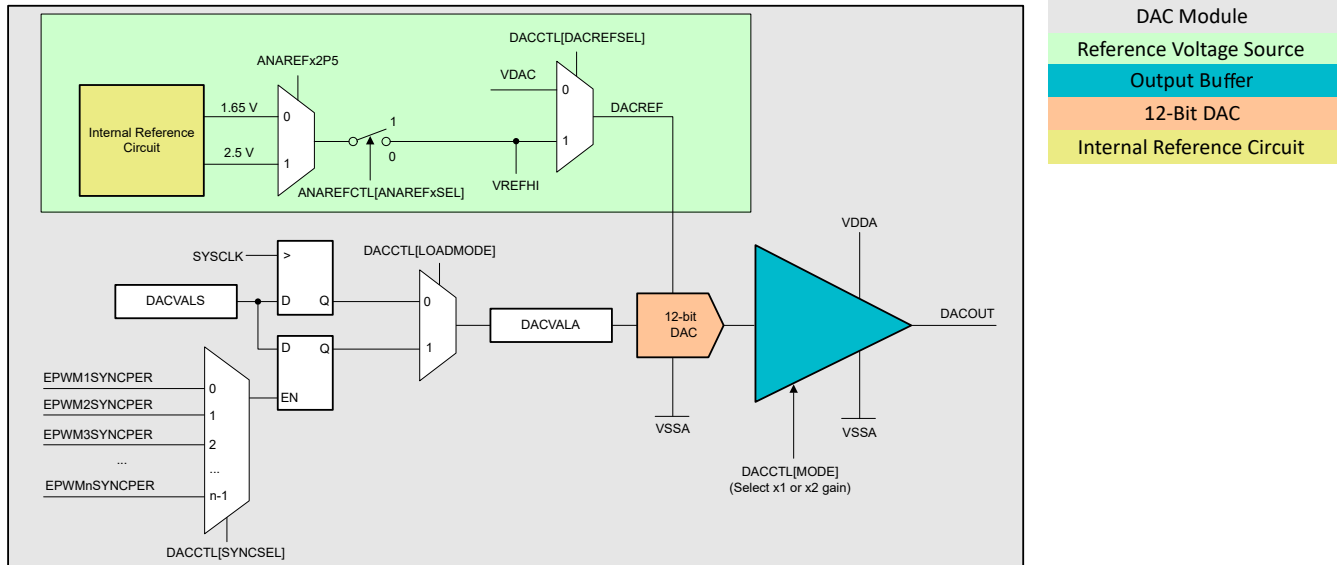 DACCTL[DACREFSEL]
ANAREFx2P5
VDAC
0
DACREF
1.65 V
0
Internal Reference
Circuit
1
0
1
2.5 V
1
ANAREFCTL[ANAREFxSEL]
VREFHI
SYSCLK
>
DACCTL[LOADMODE]
VDDA
DACVALS
D
Q
0
DACVALA
12-bit
DAC
DACOUT
D
Q
1
EN
EPWM1SYNCPER
0
EPWM2SYNCPER
1
EPWM3SYNCPER
2
...
...
EPWMnSYNCPER
n-1
VSSA
VSSA
DACCTL[MODE]
(Select x1 or x2 gain)
DACCTL[SYNCSEL]
DAC Module
Reference Voltage Source
Output Buffer
12-Bit DAC
Internal Reference Circuit